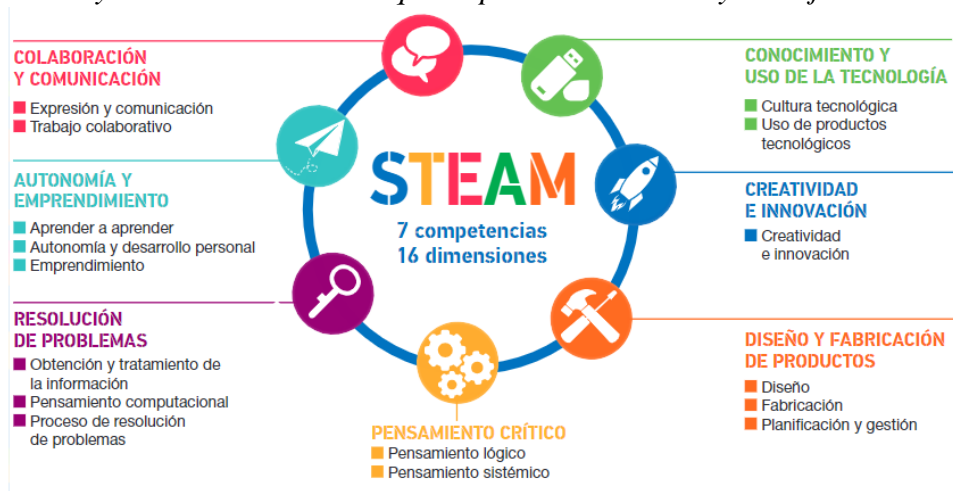 COLABORACIÓN
Y COMUNICACIÓN
Expresión y comunicación
Trabajo colaborativo
AUTONOMÍA Y
EMPRENDIMIENTO
Aprender a aprender
Autonomía y desarrollo personal
Emprendimiento
RESOLUCIÓN
DE PROBLEMAS
Obtención y tratamiento de
la información
Pensamiento computacional
Proceso de resolución
de problemas
STEAM
7 competencias
16 dimensiones
PENSAMIENTO CRÍTICO
Pensamiento lógico
Pensamiento sistémico
CONOCIMIENTO Y
USO DE LA TECNOLOGÍA
Cultura tecnológica
Uso de productos
tecnológicos
CREATIVIDAD
E INNOVACIÓN
Creatividad
e innovación
DISEÑO Y FABRICACIÓN
DE PRODUCTOS
Diseño
Fabricación
Planificación y gestión